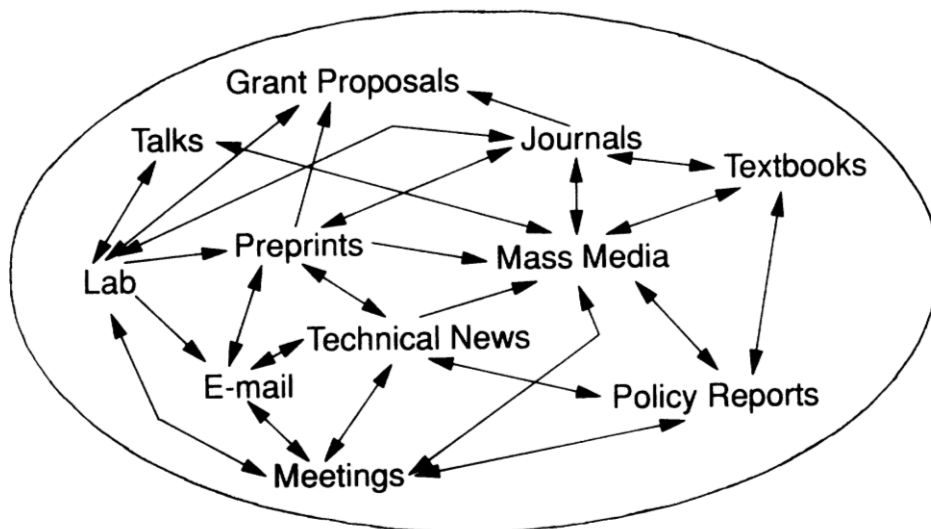 Grant Proposals
Talks
Journals
Textbooks
Preprints
Mass Media
Lab
Technical News
E-mail
Policy Reports
Meetings